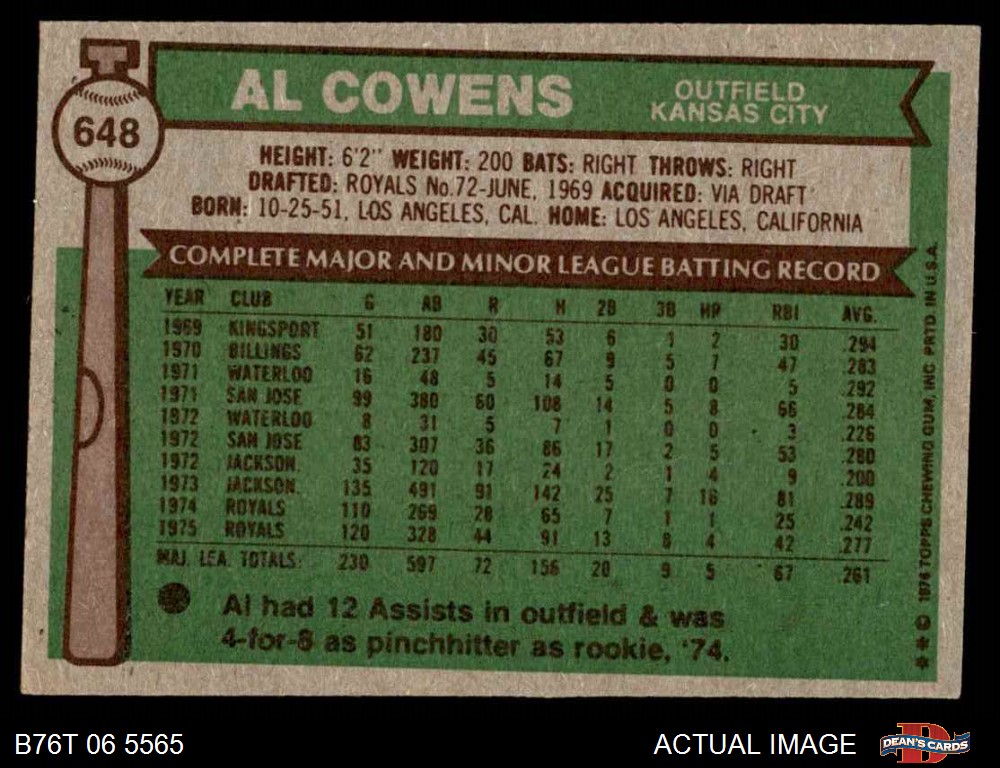 T
648
AL COWENS
OUTFIELD
KANSAS CITY
HEIGHT: 6'2" WEIGHT: 200 BATS: RIGHT THROWS: RIGHT
DRAFTED: ROYALS No.72-JUNE, 1969 ACQUIRED: VIA DRAFT
BORN: 10-25-51, LOS ANGELES, CAL. HOME: LOS ANGELES, CALIFORNIA
COMPLETE MAJOR AND MINOR LEAGUE BATTING RECORD
YEAR CLUB G AB R H 2B 3B HR RBI AVG.
1969 KINGSPORT 51 180 30 53 6 1 2 30 .294
1970 BILLINGS 62 237 45 67 9 5 7 47 .283
1971 WATERLOO 16 48 5 14 5 0 0 5 .292
1971 SAN JOSE 99 380 60 108 14 5 8 66 .284
1972 WATERLOO 8 31 5 7 1 0 0 3 .226
1972 SAN JOSE 83 307 36 86 17 2 5 53 .280
1972 JACKSON 35 120 17 24 2 1 4 9 .200
1973 JACKSON 135 491 91 142 25 7 16 81 .289
1974 ROYALS 110 269 28 65 7 1 1 25 .242
1975 ROYALS 120 328 44 91 13 8 4 42 .277
MAJ. LEA. TOTALS: 230 597 72 156 20 9 5 67 .261
Al had 12 Assists in outfield & was
4-for-8 as pinchhitter as rookie, '74.
* * © 1976 TOPPS CHEWING GUM, INC. PRTD. IN U.S.A.
B76T 06 5565
ACTUAL IMAGE
D
DEAN'S CARDS